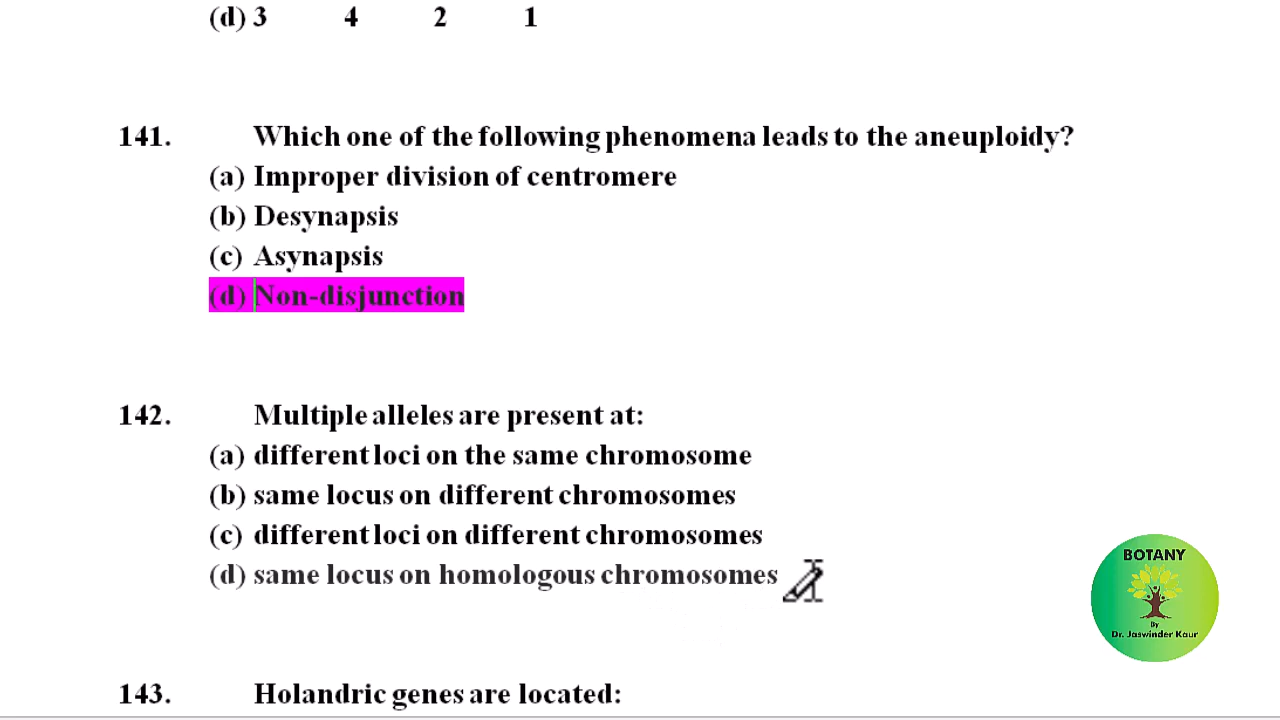 (d) 3 4 2 1
141. Which one of the following phenomena leads to the aneuploidy?
(a) Improper division of centromere
(b) Desynapsis
(c) Asynapsis
(d) Non-disjunction
142. Multiple alleles are present at:
(a) different loci on the same chromosome
(b) same locus on different chromosomes
(c) different loci on different chromosomes
(d) same locus on homologous chromosomes
BOTANY
By
Dr. Jaswinder Kaur
143. Holandric genes are located: